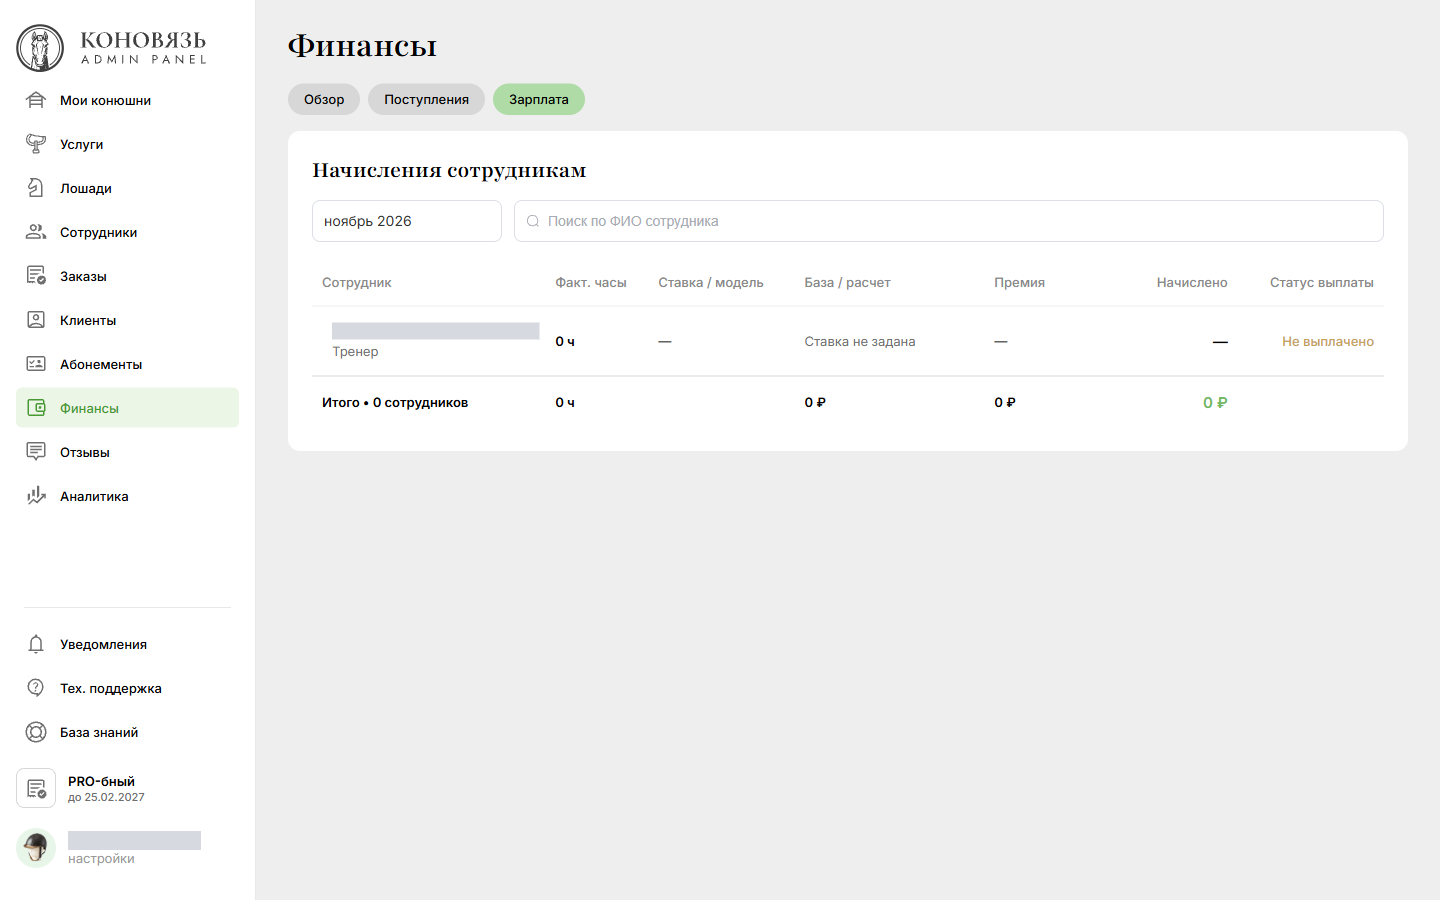 КОНОВЯЗЬ
ADMIN PANEL
Мои конюшни
Услуги
Лошади
Сотрудники
Заказы
Клиенты
Абонементы
Финансы
Отзывы
Аналитика
Уведомления
Тех. поддержка
База знаний
PRO-бный
до 25.02.2027
настройки
Финансы
Обзор Поступления Зарплата
Начисления сотрудникам
ноябрь 2026 Поиск по ФИО сотрудника
Сотрудник Факт. часы Ставка / модель База / расчет Премия Начислено Статус выплаты
Тренер 0 ч — Ставка не задана — — Не выплачено
Итого • 0 сотрудников 0 ч 0 ₽ 0 ₽ 0 ₽